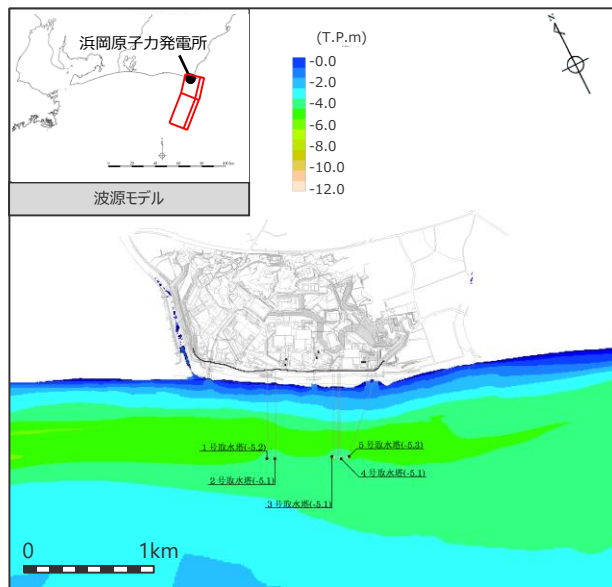 浜岡原子力発電所
波源モデル
(T.P.m)
-0.0
-2.0
-4.0
-6.0
-8.0
-10.0
-12.0
N
1号取水塔(-5.2)
2号取水塔(-5.1)
3号取水塔(-5.1)
5号取水塔(-5.3)
4号取水塔(-5.1)
0 1km